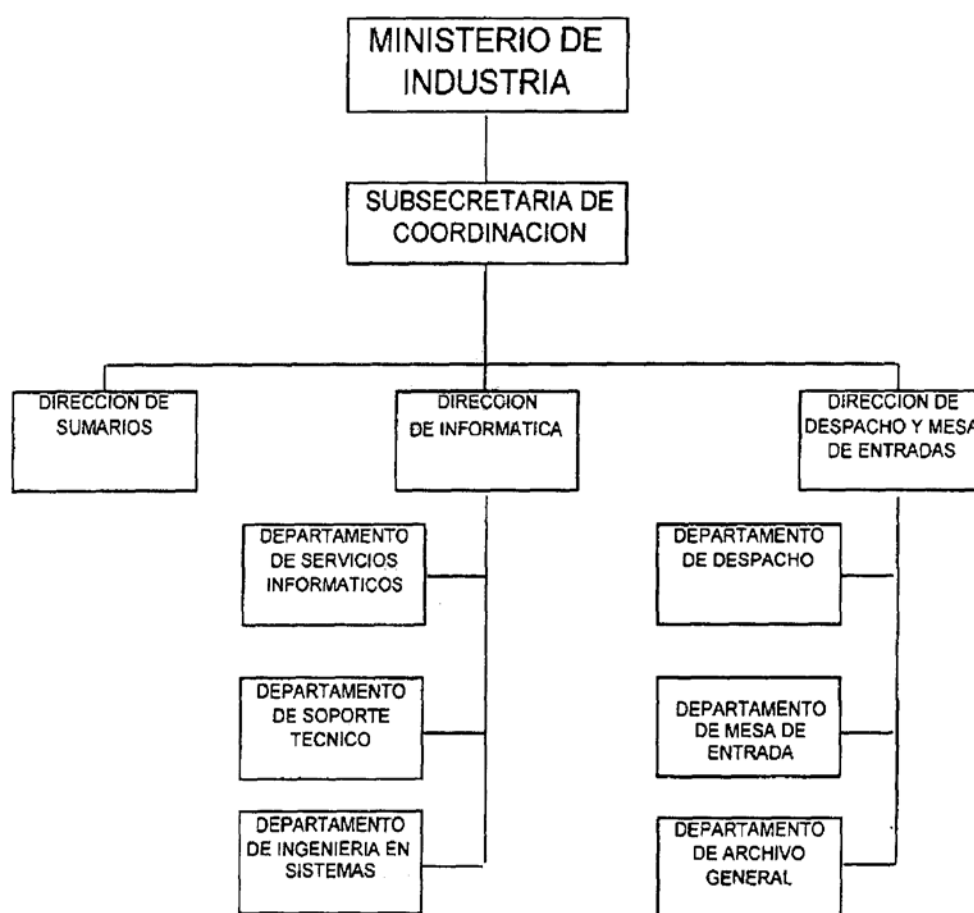 MINISTERIO DE
INDUSTRIA
SUBSECRETARIA DE
COORDINACION
DIRECCION DE
SUMARIOS
DIRECCION
DE INFORMATICA
DIRECCION DE
DESPACHO Y MESA
DE ENTRADAS
DEPARTAMENTO
DE SERVICIOS
INFORMATICOS
DEPARTAMENTO
DE SOPORTE
TECNICO
DEPARTAMENTO
DE INGENIERIA EN
SISTEMAS
DEPARTAMENTO
DE DESPACHO
DEPARTAMENTO
DE MESA DE
ENTRADA
DEPARTAMENTO
DE ARCHIVO
GENERAL